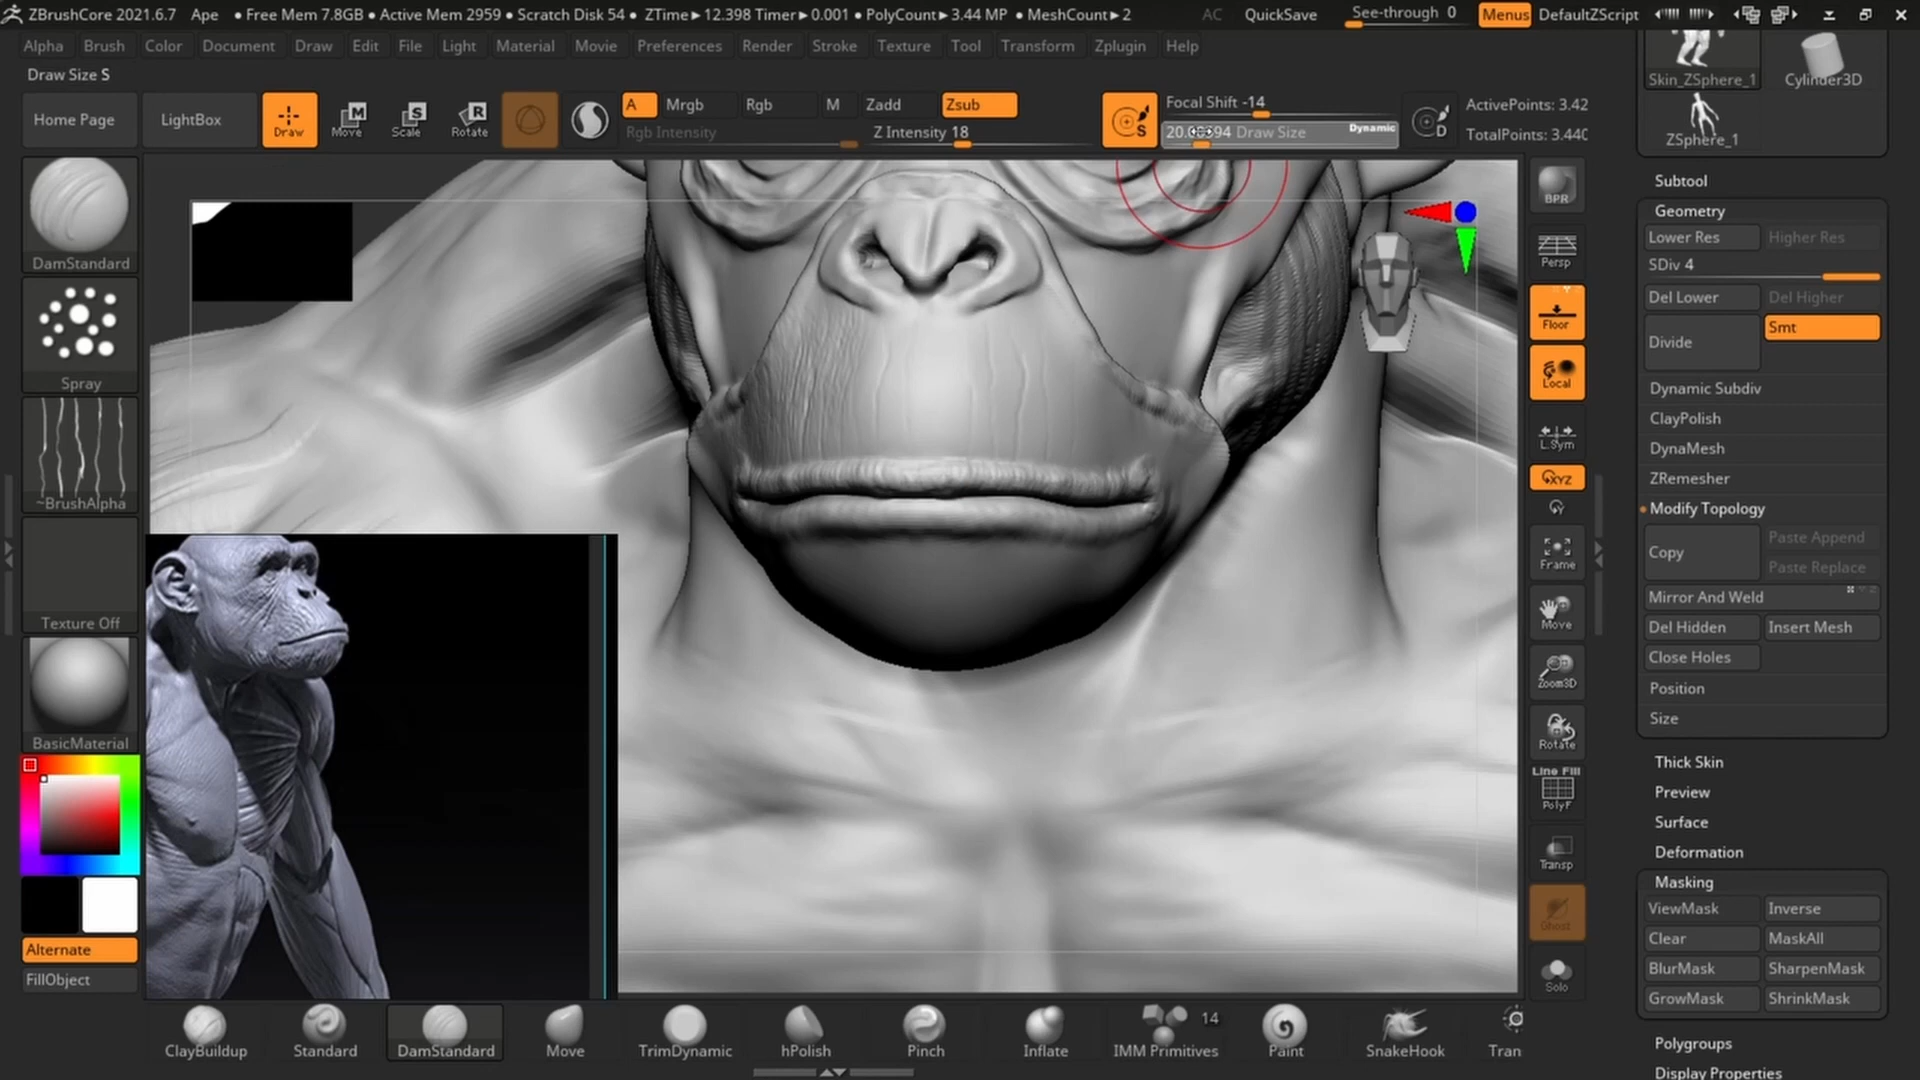 ZBrushCore 2021.6.7 Ape • Free Mem 7.8GB • Active Mem 2959 • Scratch Disk 54 • ZTime▸12.398 Timer▸0.001 • PolyCount▸3.44 MP • MeshCount▸2 AC QuickSave See-through 0 Menus DefaultZScript
Alpha Brush Color Document Draw Edit File Light Material Movie Preferences Render Stroke Texture Tool Transform Zplugin Help
Draw Size S
Home Page
LightBox
Draw
Move
Scale
Rotate
A Mrgb Rgb M Zadd Zsub
Rgb Intensity
Z Intensity 18
S
Focal Shift -14
Draw Size
Dynamic
D
ActivePoints: 3.42
TotalPoints: 3.440
DamStandard
Spray
~BrushAlpha
Texture Off
BasicMaterial
Alternate
FillObject
BPR
Persp
Floor
Local
L.Sym
XYZ
Frame
Move
Zoom3D
Rotate
Line Fill
PolyF
Transp
Ghost
Solo
Skin_ZSphere_1
Cylinder3D
ZSphere_1
Subtool
Geometry
Lower Res
Higher Res
SDiv 4
Del Lower
Del Higher
Divide
Smt
Dynamic Subdiv
ClayPolish
DynaMesh
ZRemesher
Modify Topology
Copy
Paste Append
Paste Replace
Mirror And Weld
Del Hidden
Insert Mesh
Close Holes
Position
Size
Thick Skin
Preview
Surface
Deformation
Masking
ViewMask
Inverse
Clear
MaskAll
BlurMask
SharpenMask
GrowMask
ShrinkMask
Polygroups
Display Properties
ClayBuildup
Standard
DamStandard
Move
TrimDynamic
hPolish
Pinch
Inflate
14
IMM Primitives
Paint
SnakeHook
Tran